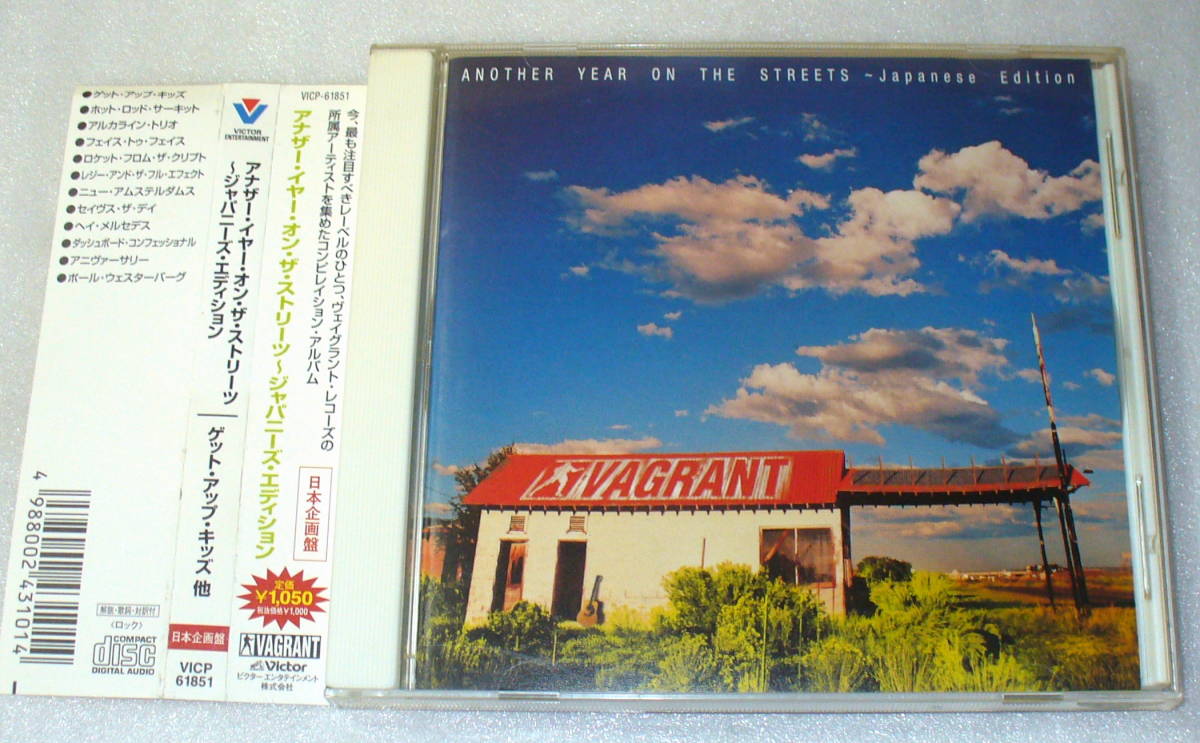 ●ゲット・アップ・キッズ
●ホット・ロッド・サーキット
●アルカライン・トリオ
●フェイス・トゥ・フェイス
●ロケット・フロム・ザ・クリプト
●レジー・アンド・ザ・フル・エフェクト
●ニュー・アムステルダムス
●セイヴス・ザ・デイ
●ヘイ・メルセデス
●ダッシュボード・コンフェッショナル
●アニヴァーサリー
●ポール・ウェスターバーグ
4 988002 431014
解説・歌詞・対訳付
〈ロック〉
COMPACT
disc
DIGITAL AUDIO
VICTOR
ENTERTAINMENT
アナザー・イヤー・オン・ザ・ストリーツ
〜ジャパニーズ・エディション
ゲット・アップ・キッズ 他
日本企画盤
VICP
61851
VICP-61851
今、最も注目すべきレーベルのひとつ、ヴェイグラント・レコーズの
所属アーティストを集めたコンピレイション・アルバム
アナザー・イヤー・オン・ザ・ストリーツ〜ジャパニーズ・エディション
日本企画盤
定価
¥1,050
税抜価格¥1,000
VAGRANT
Victor
ビクターエンタテインメント
株式会社
ANOTHER YEAR ON THE STREETS ~Japanese Edition
VAGRANT